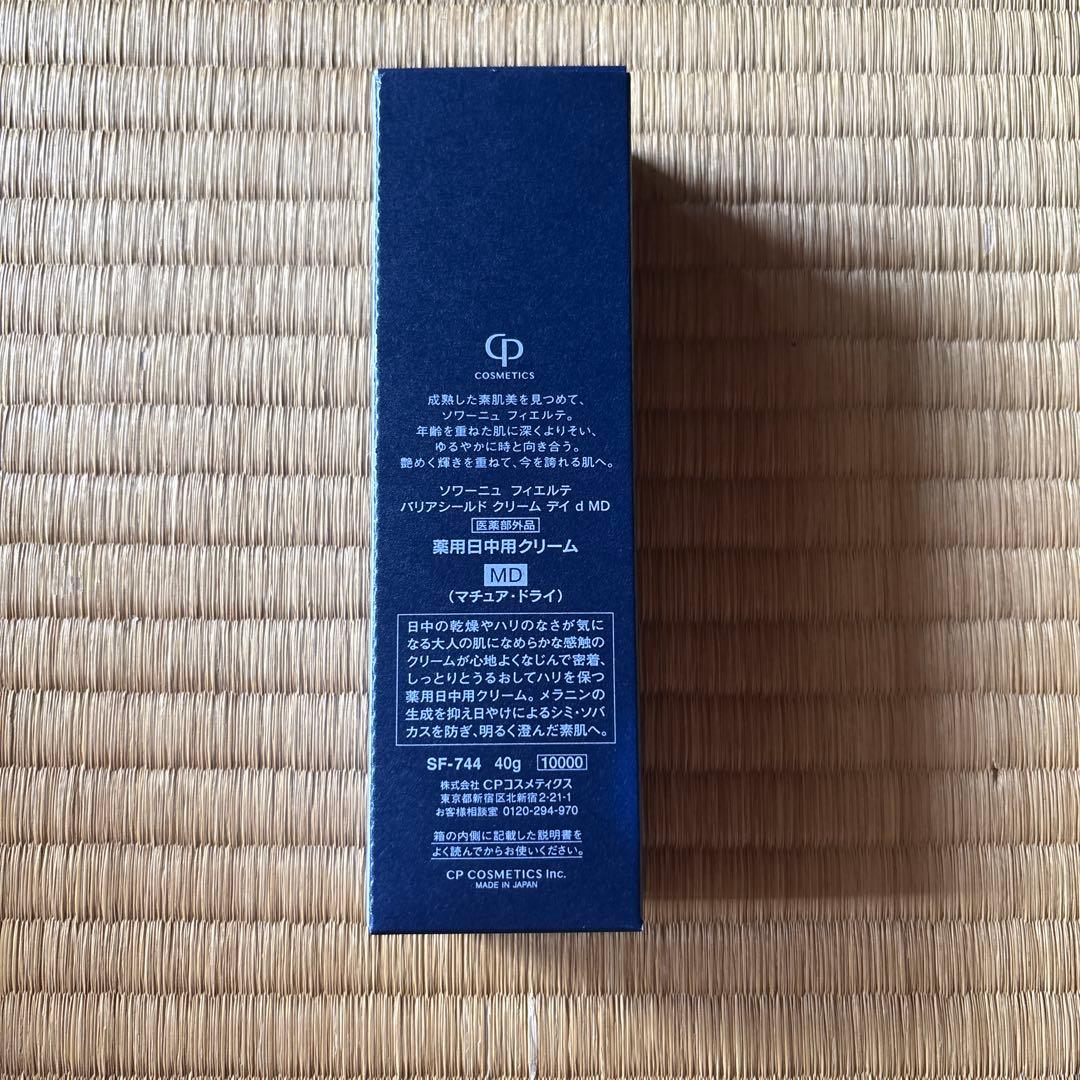 CP
COSMETICS
成熟した素肌美を見つめて、
ソワーニュ フィエルテ。
年齢を重ねた肌に深くよりそい、
ゆるやかに時と向き合う。
艶めく輝きを重ねて、今を誇れる肌へ。
ソワーニュ フィエルテ
バリアシールド クリーム デイ d MD
医薬部外品
薬用日中用クリーム
MD
(マチュア・ドライ)
日中の乾燥やハリのなさが気に
なる大人の肌になめらかな感触の
クリームが心地よくなじんで密着、
しっとりとうるおしてハリを保つ
薬用日中用クリーム。メラニンの
生成を抑え日やけによるシミ・ソバ
カスを防ぎ、明るく澄んだ素肌へ。
SF-744 40g 10000
株式会社 CPコスメティクス
東京都新宿区北新宿2-21-1
お客様相談室 0120-294-970
箱の内側に記載した説明書を
よく読んでからお使いください。
CP COSMETICS Inc.
MADE IN JAPAN